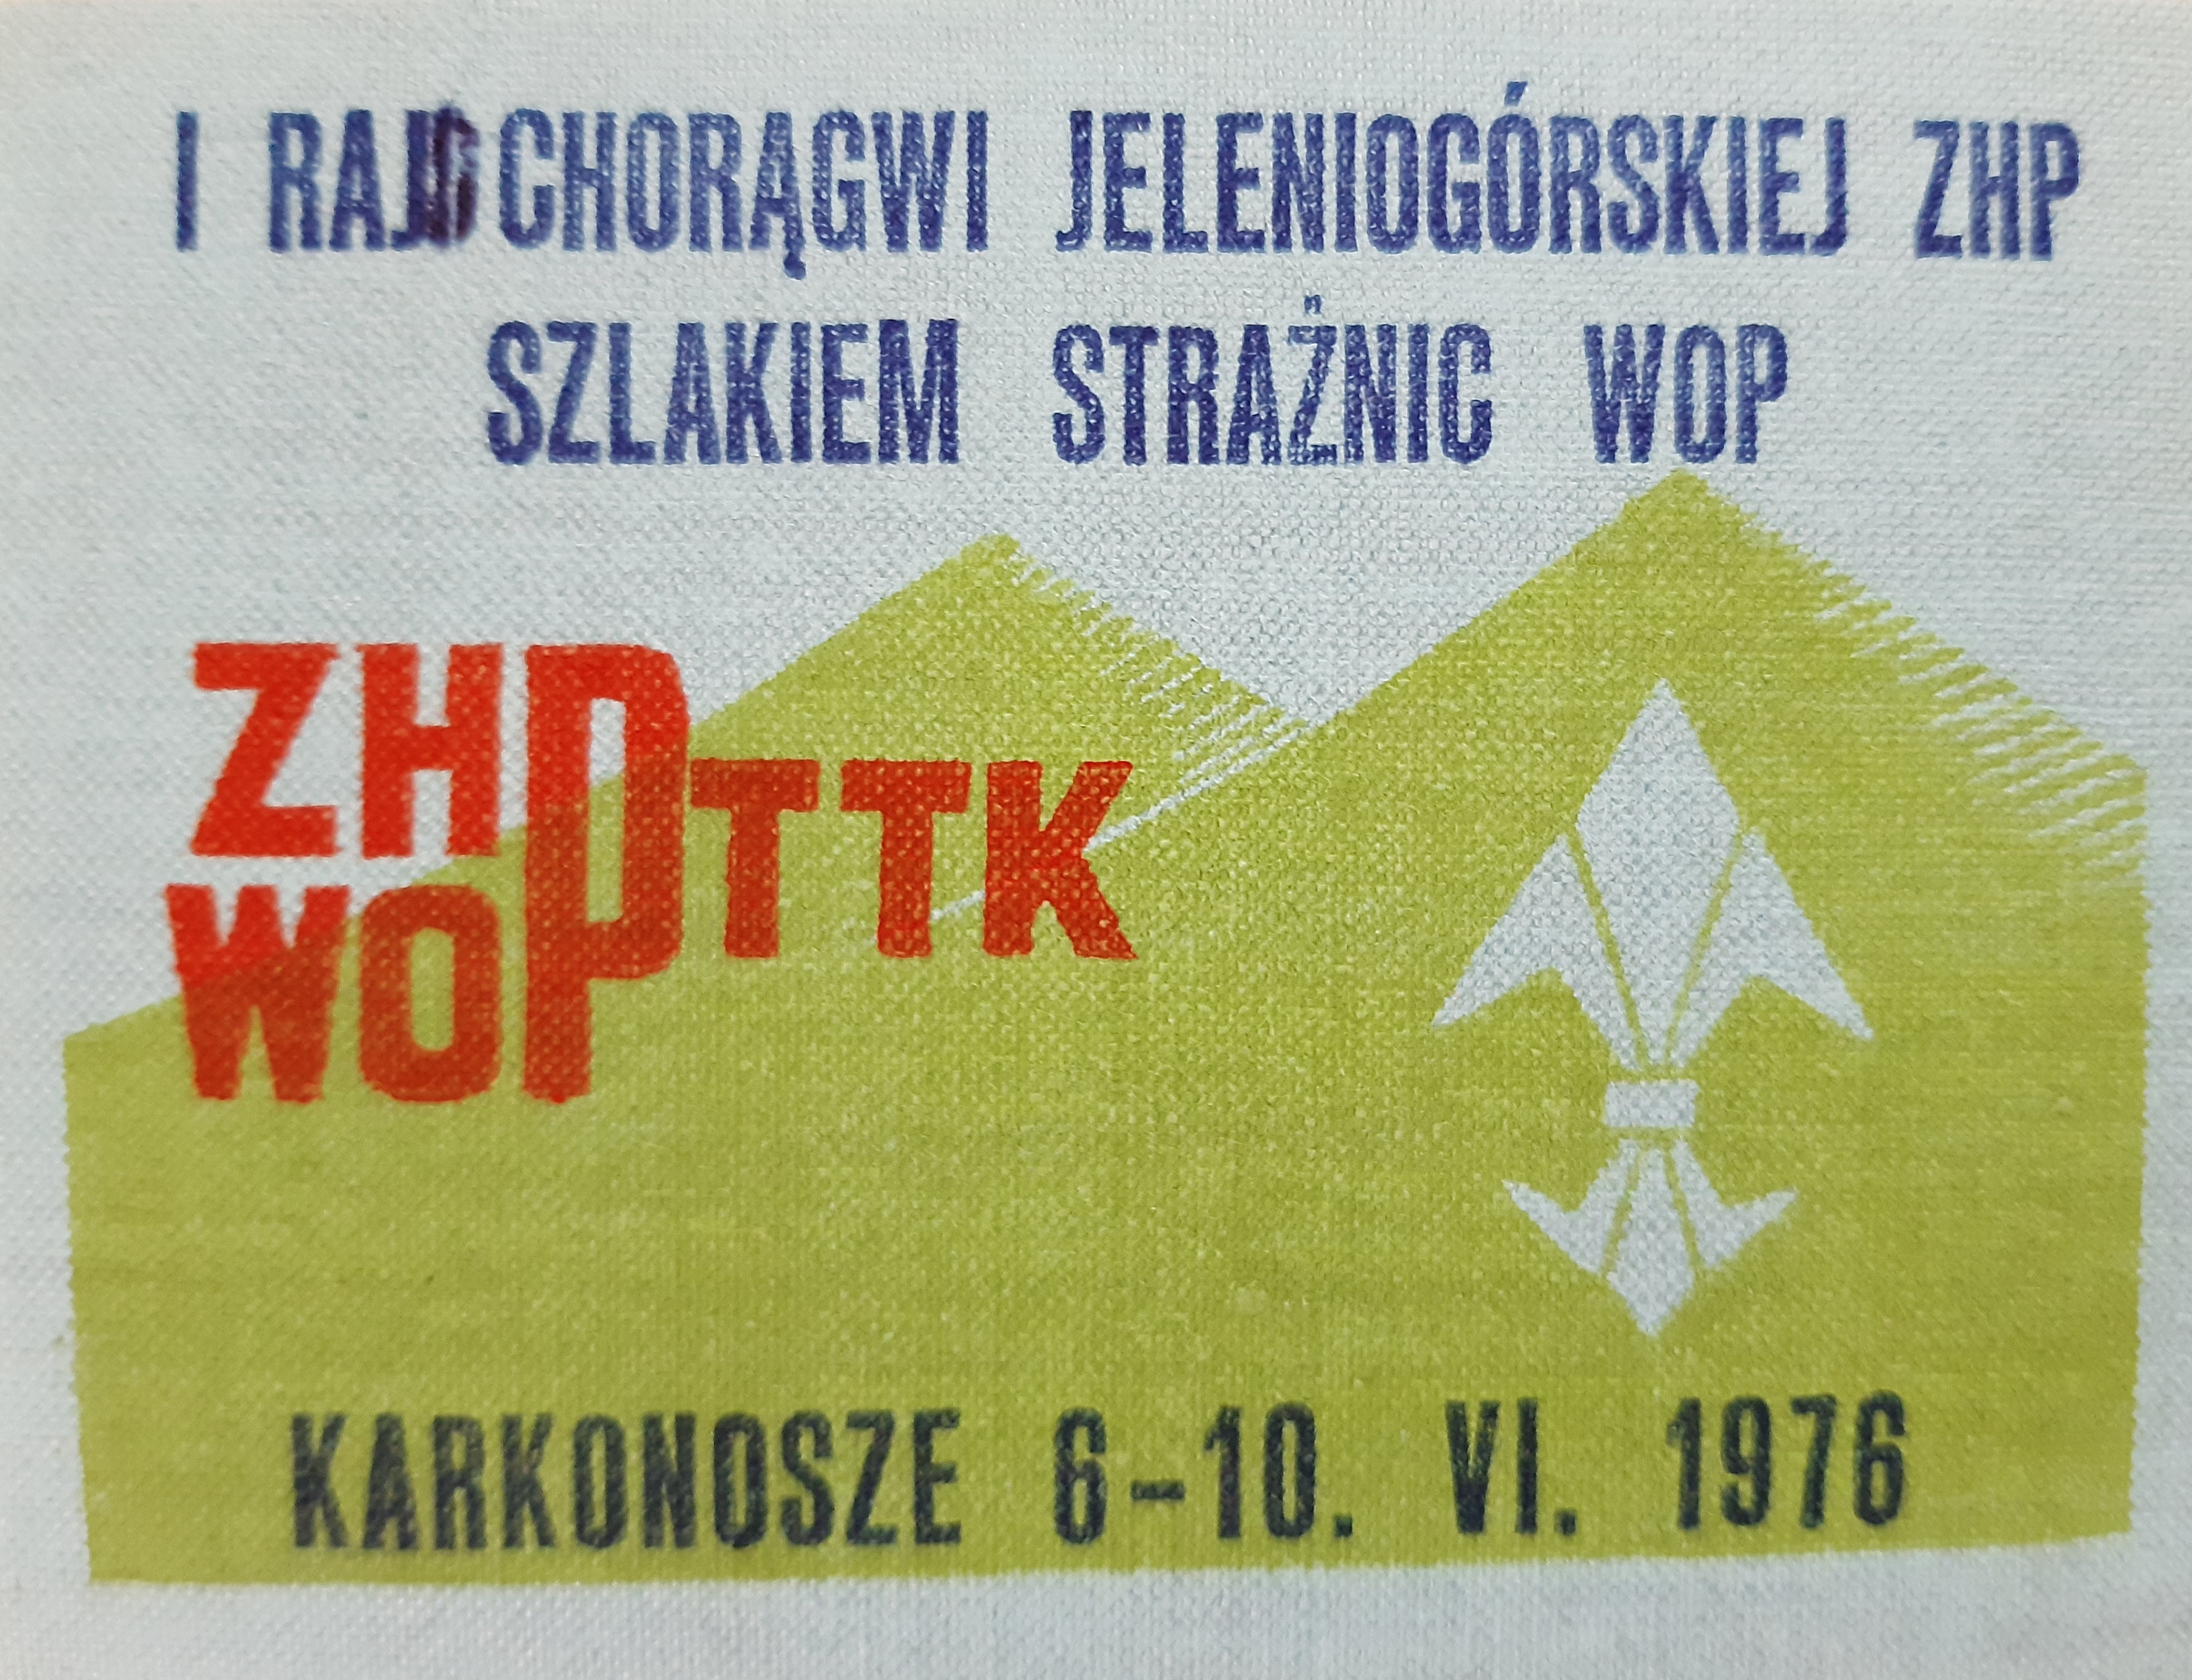 I RAJD CHORĄGWI JELENIOGÓRSKIEJ ZHP
SZLAKIEM STRAŻNIC WOP
ZHP
PTTK
WOP
KARKONOSZE 6-10. VI. 1976